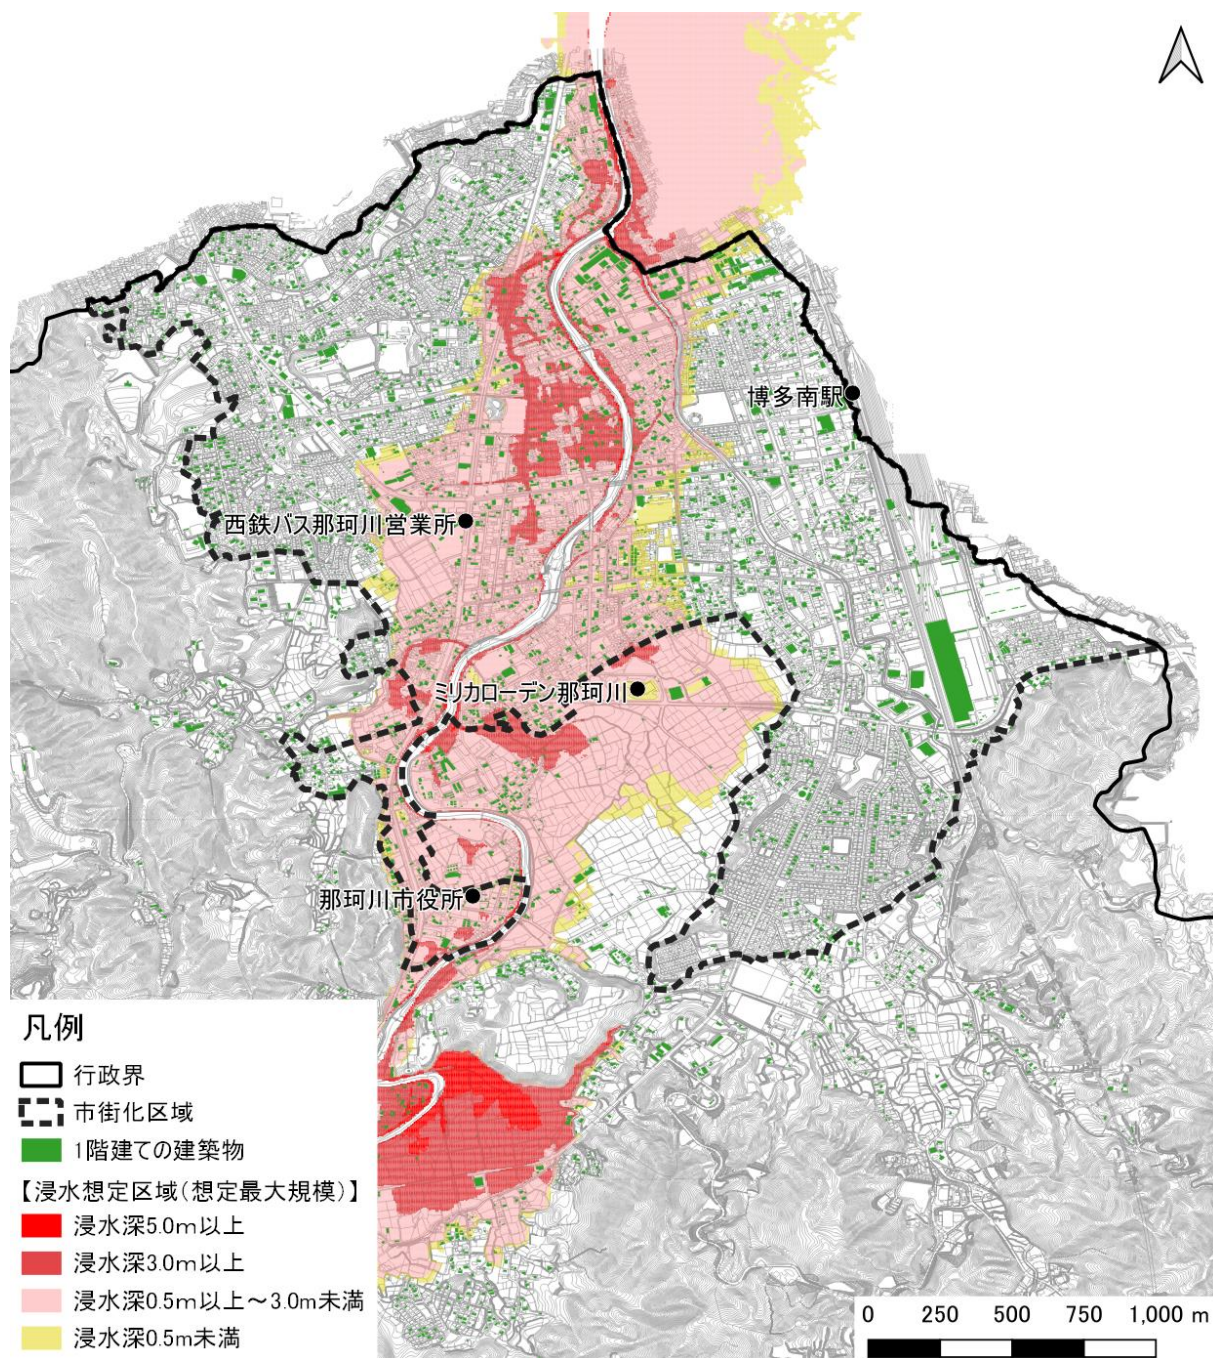 博多南駅
西鉄バス那珂川営業所
ミリカローデン那珂川
那珂川市役所
凡例
行政界
市街化区域
1階建ての建築物
【浸水想定区域(想定最大規模)】
浸水深5.0m以上
浸水深3.0m以上
浸水深0.5m以上～3.0m未満
浸水深0.5m未満
0 250 500 750 1,000 m